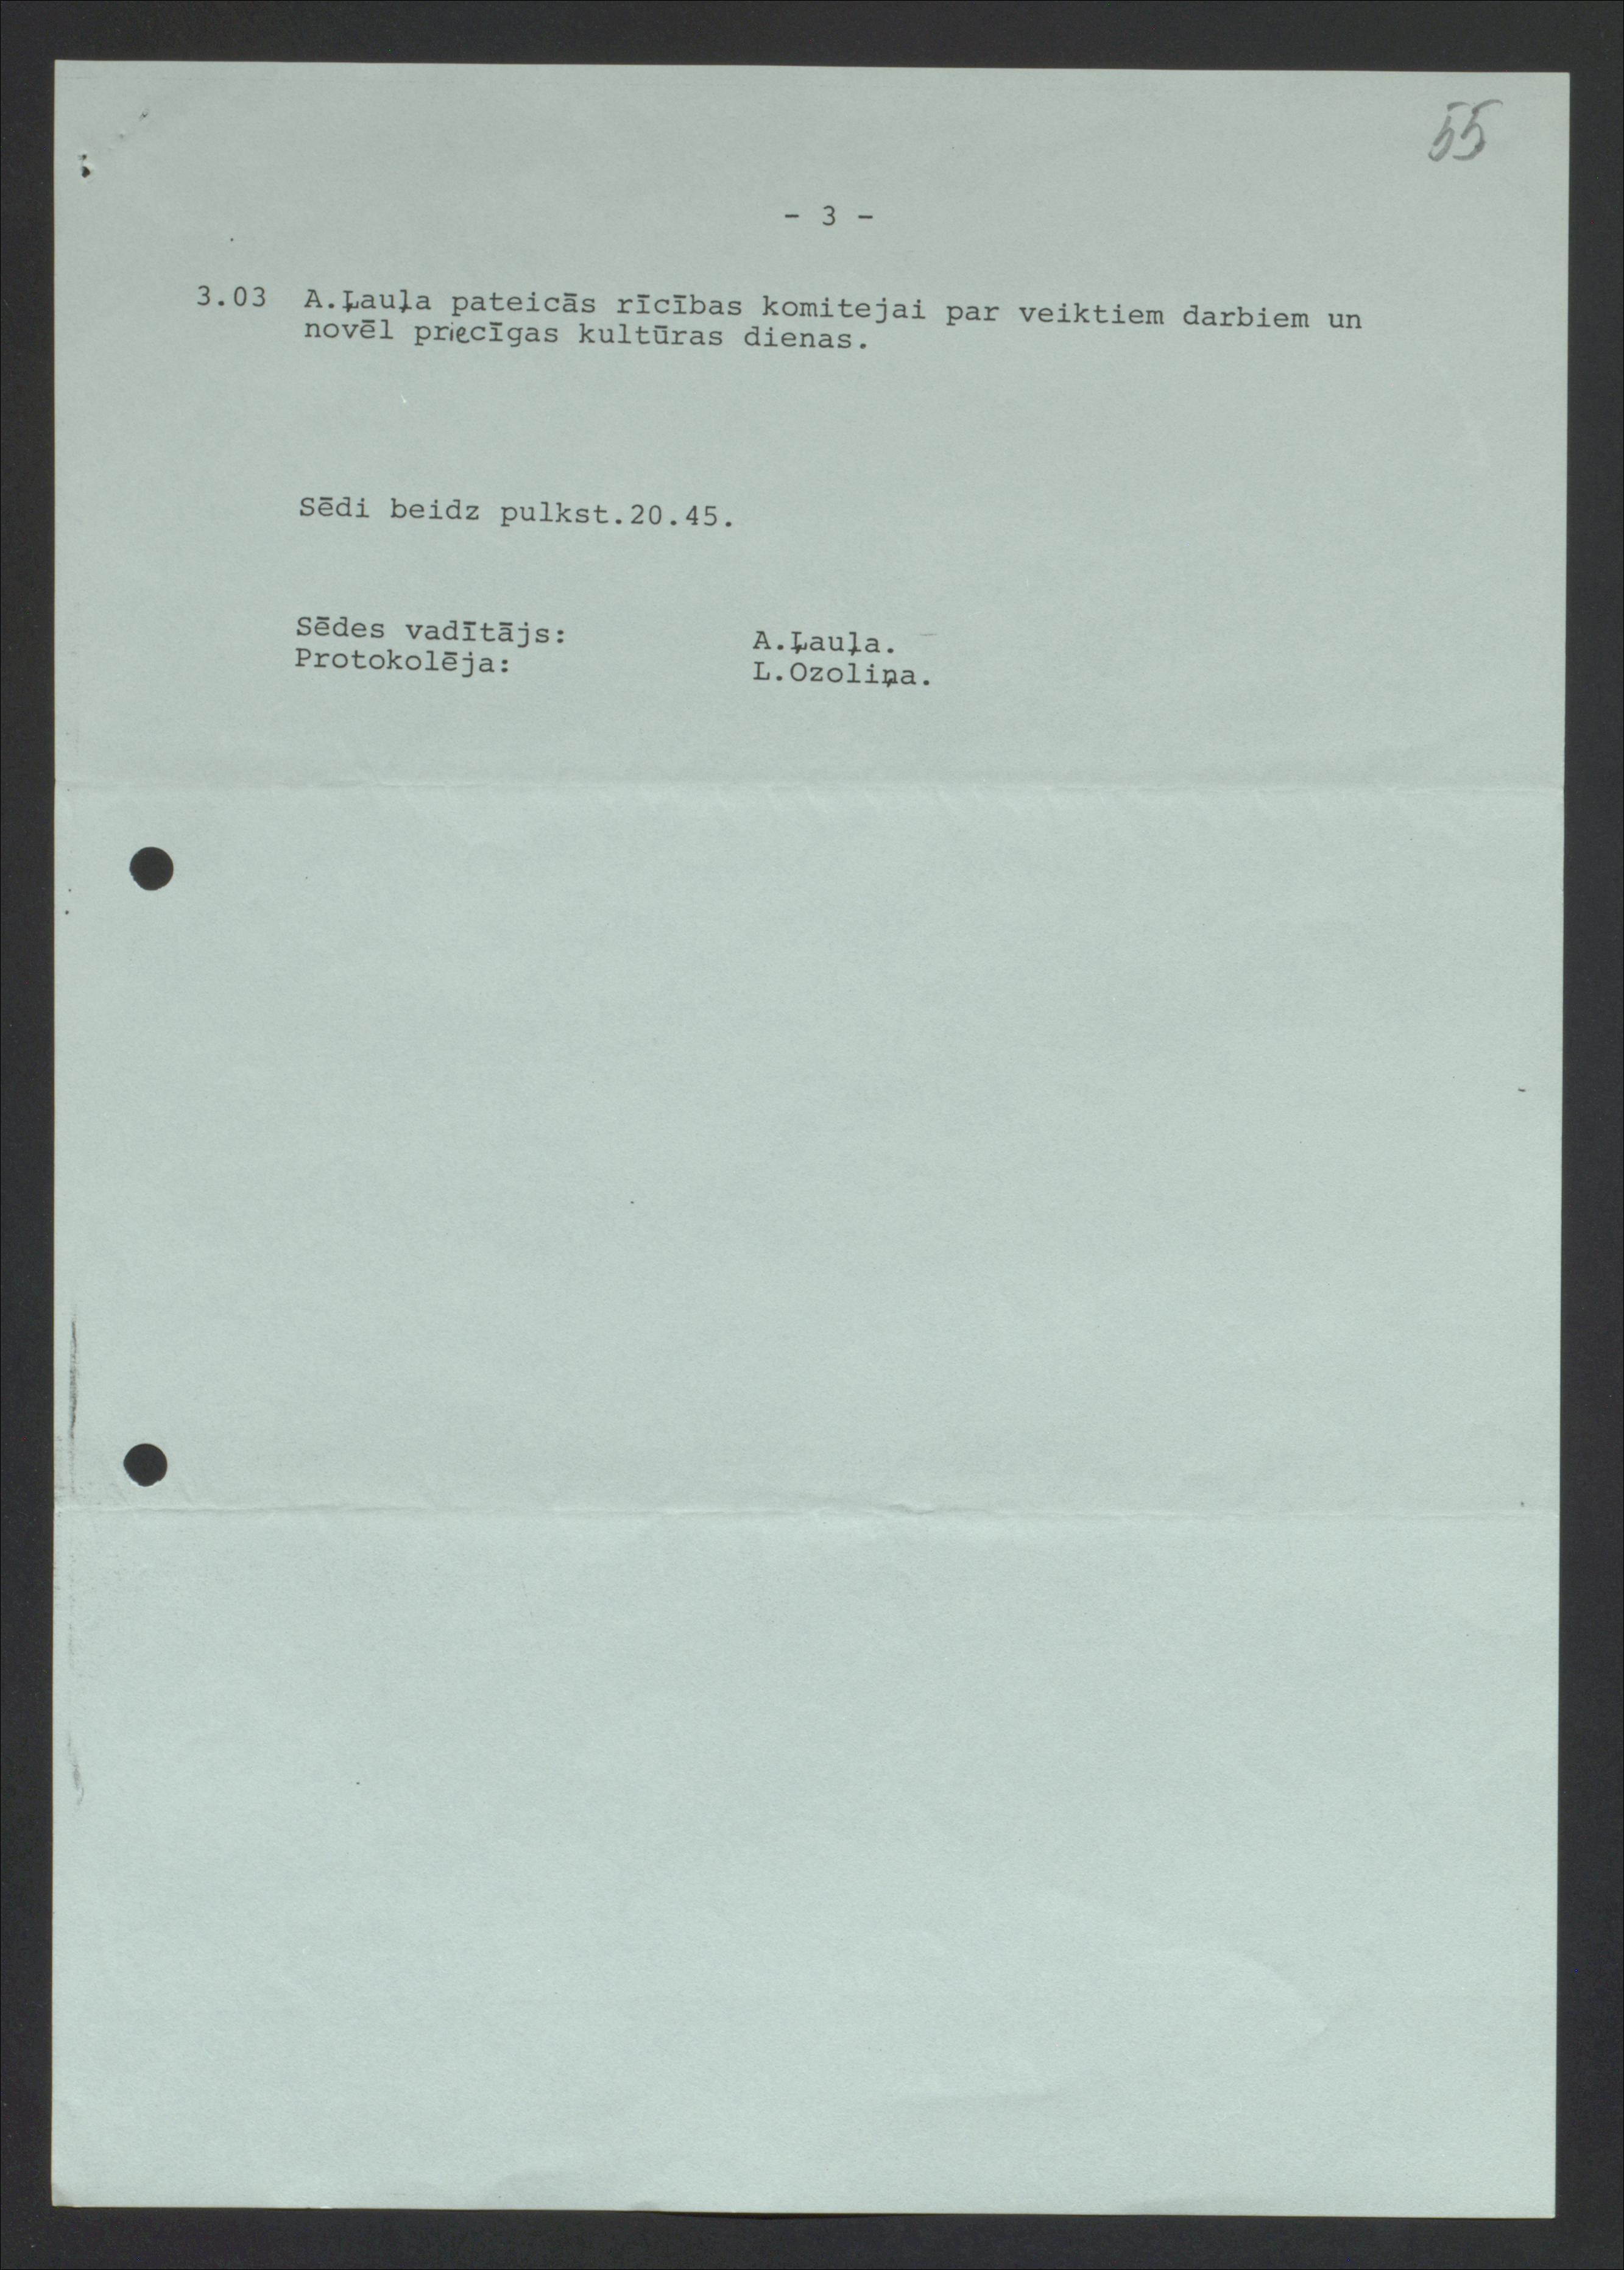 55
- 3 -
3.03 A.Ļauļa pateicās rīcības komitejai par veiktiem darbiem un
novēl priecīgas kultūras dienas.
Sēdi beidz pulkst.20.45.
Sēdes vadītājs: A.Ļauļa.
Protokolēja: L.Ozoliņa.